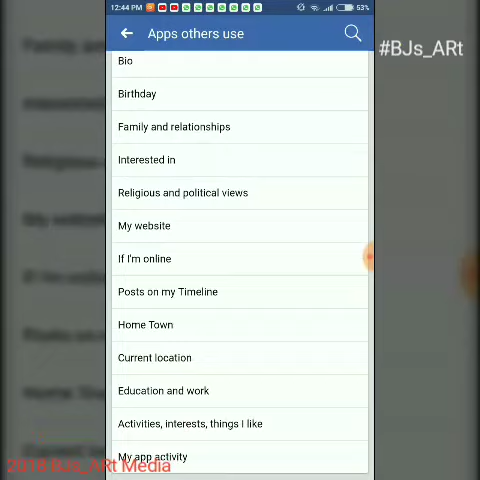 12:44 PM 53%
Apps others use
#BJs_ARt
Bio
Birthday
Family and relationships
Interested in
Religious and political views
My website
If I'm online
Posts on my Timeline
Home Town
Current location
Education and work
Activities, interests, things I like
My app activity
2018 BJs_ARt Media